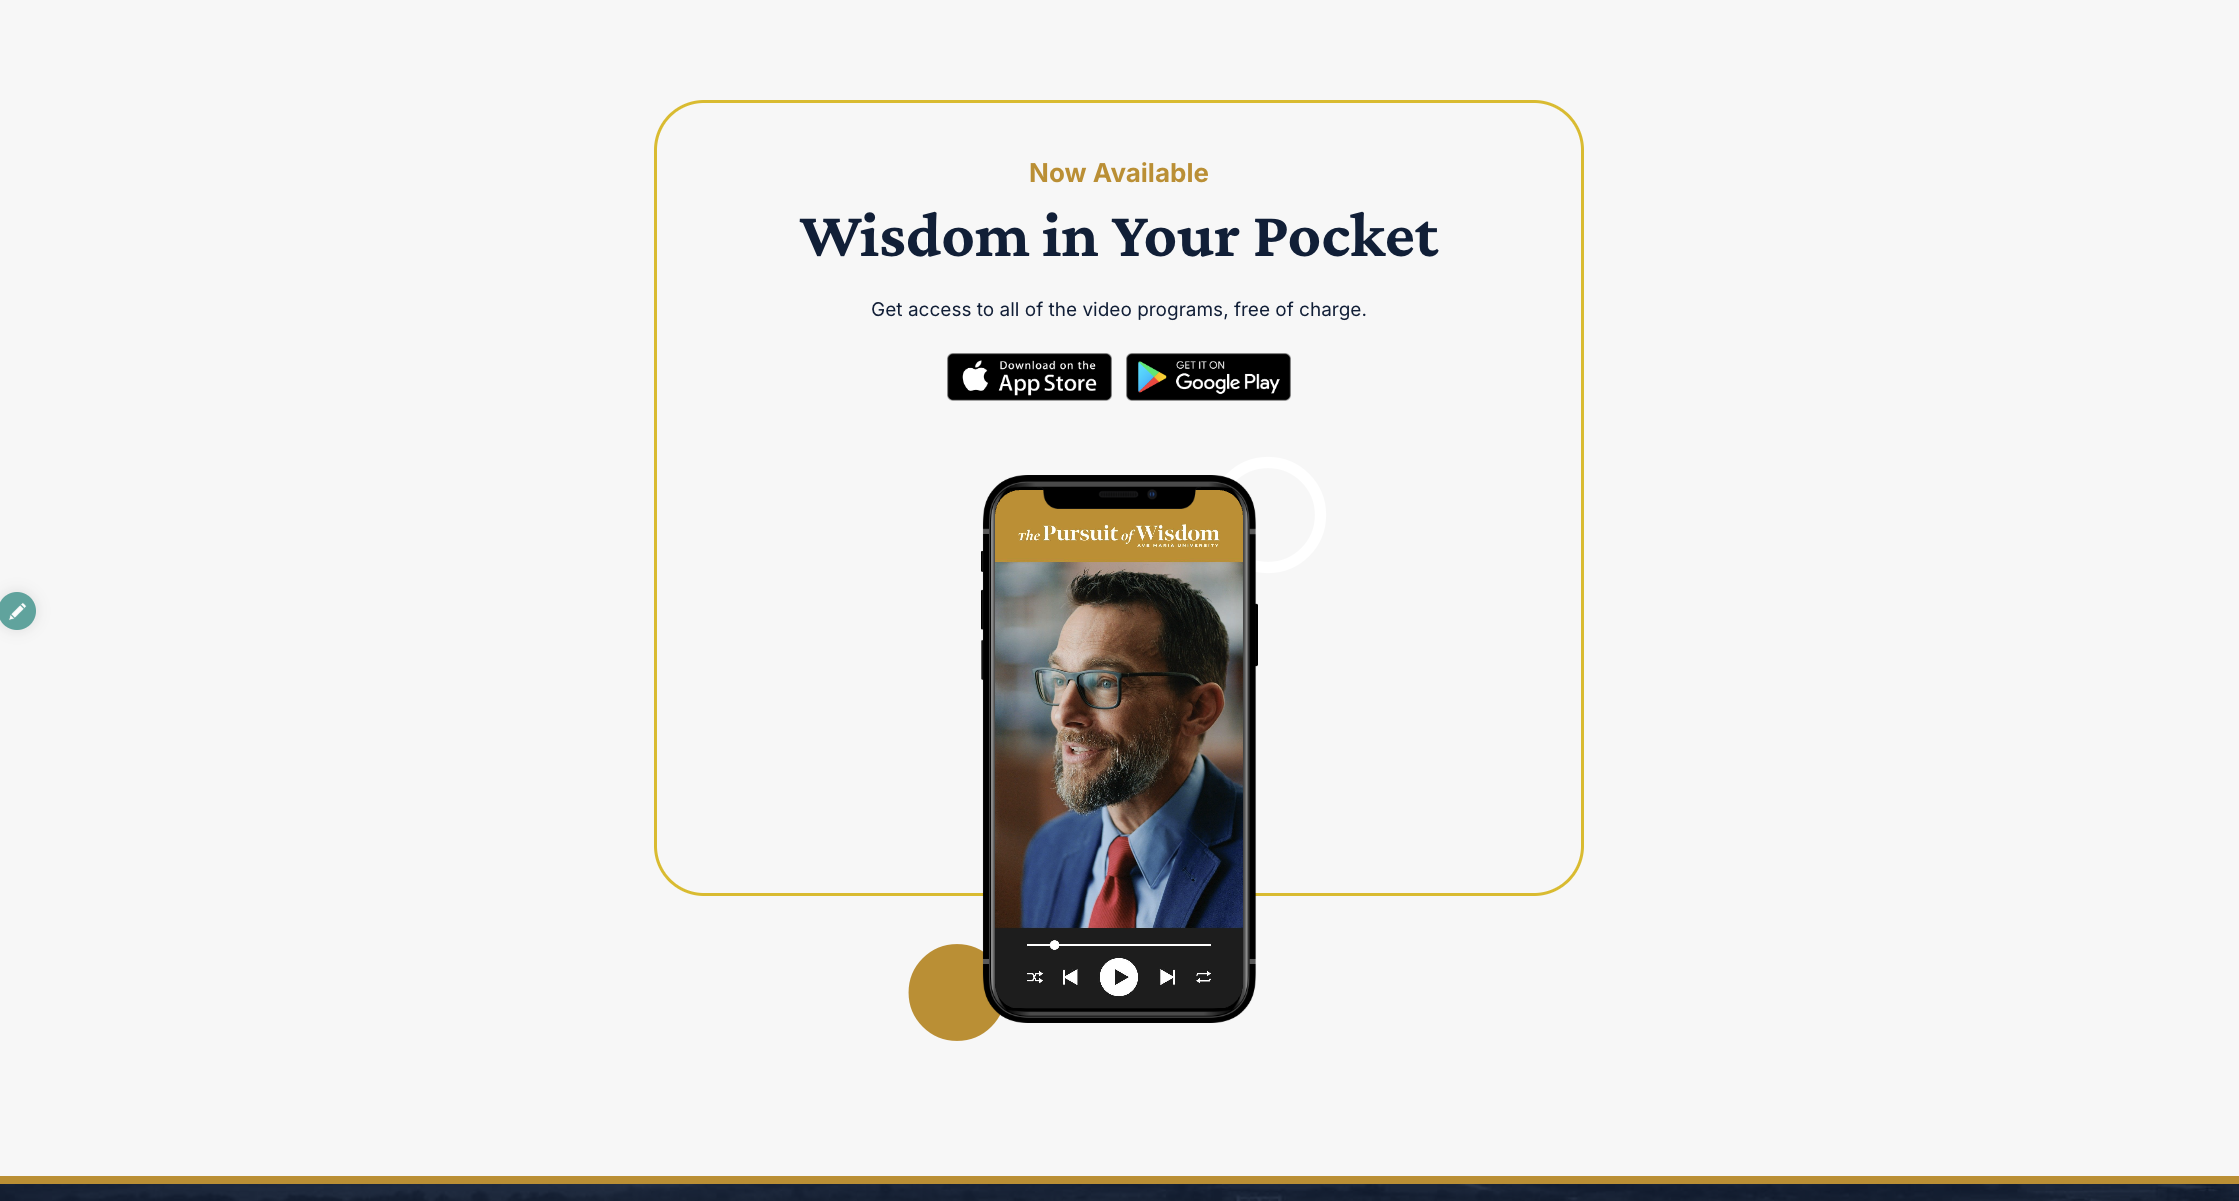 Now Available
Wisdom in Your Pocket
Get access to all of the video programs, free of charge.
Download on the
App Store
GET IT ON
Google Play
The Pursuit of Wisdom
AVE MARIA UNIVERSITY